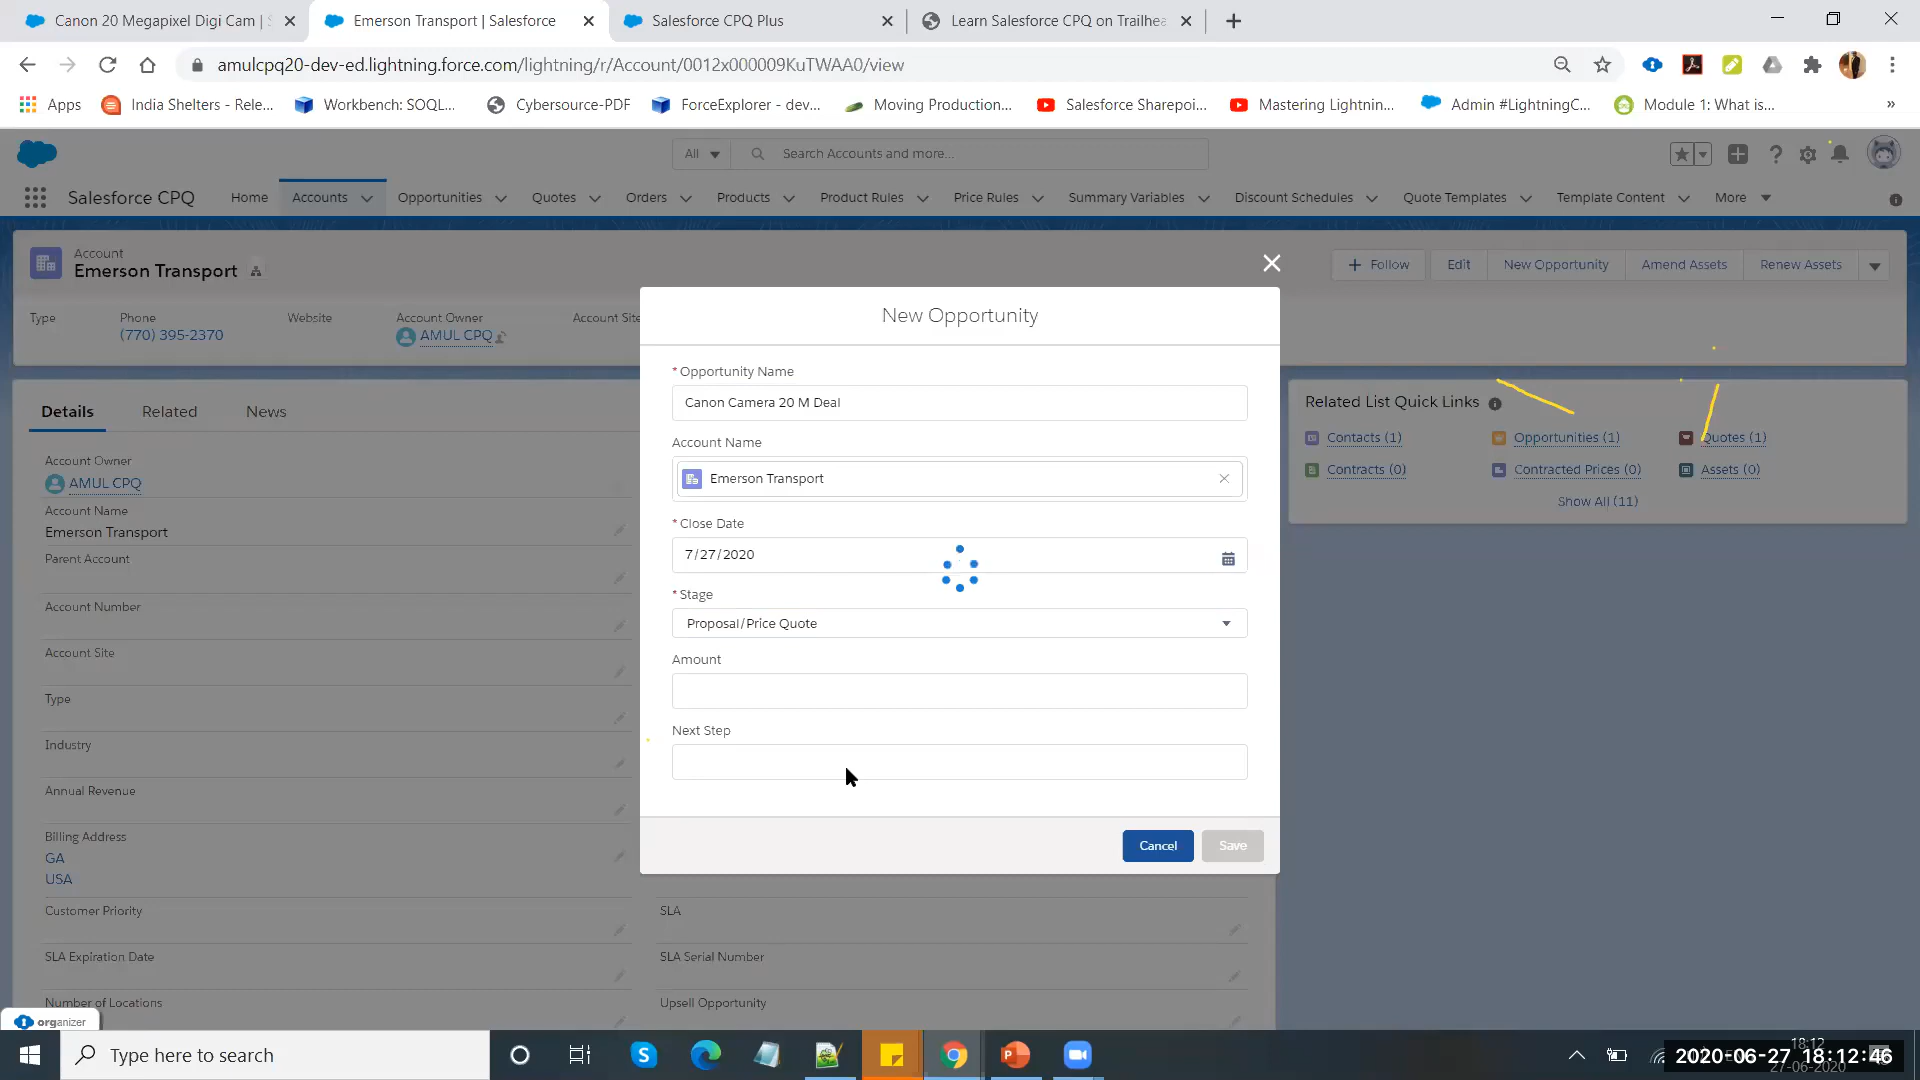 Canon 20 Megapixel Digi Cam |
Emerson Transport | Salesforce
Salesforce CPQ Plus
Learn Salesforce CPQ on Trailhea
amulcpq20-dev-ed.lightning.force.com/lightning/r/Account/0012x000009KuTWAA0/view
Apps
India Shelters - Rele...
Workbench: SOQL...
Cybersource-PDF
ForceExplorer - dev...
Moving Production...
Salesforce Sharepoi...
Mastering Lightnin...
Admin #LightningC...
Module 1: What is...
»
All
Search Accounts and more...
Salesforce CPQ
Home
Accounts
Opportunities
Quotes
Orders
Products
Product Rules
Price Rules
Summary Variables
Discount Schedules
Quote Templates
Template Content
More
Account
Emerson Transport
+ Follow
Edit
New Opportunity
Amend Assets
Renew Assets
Type
Phone
(770) 395-2370
Website
Account Owner
AMUL CPQ
Account Site
New Opportunity
* Opportunity Name
Canon Camera 20 M Deal
Account Name
Emerson Transport
* Close Date
7/27/2020
* Stage
Proposal/Price Quote
Amount
Next Step
Cancel
Save
Details
Related
News
Account Owner
AMUL CPQ
Account Name
Emerson Transport
Parent Account
Account Number
Account Site
Type
Industry
Annual Revenue
Billing Address
GA
USA
Customer Priority
SLA
SLA Expiration Date
SLA Serial Number
Number of Locations
Upsell Opportunity
Related List Quick Links
Contacts (1)
Opportunities (1)
Quotes (1)
Contracts (0)
Contracted Prices (0)
Assets (0)
Show All (11)
organizer
Type here to search
18:12
2020-06-27 18:12:46
27-06-2020